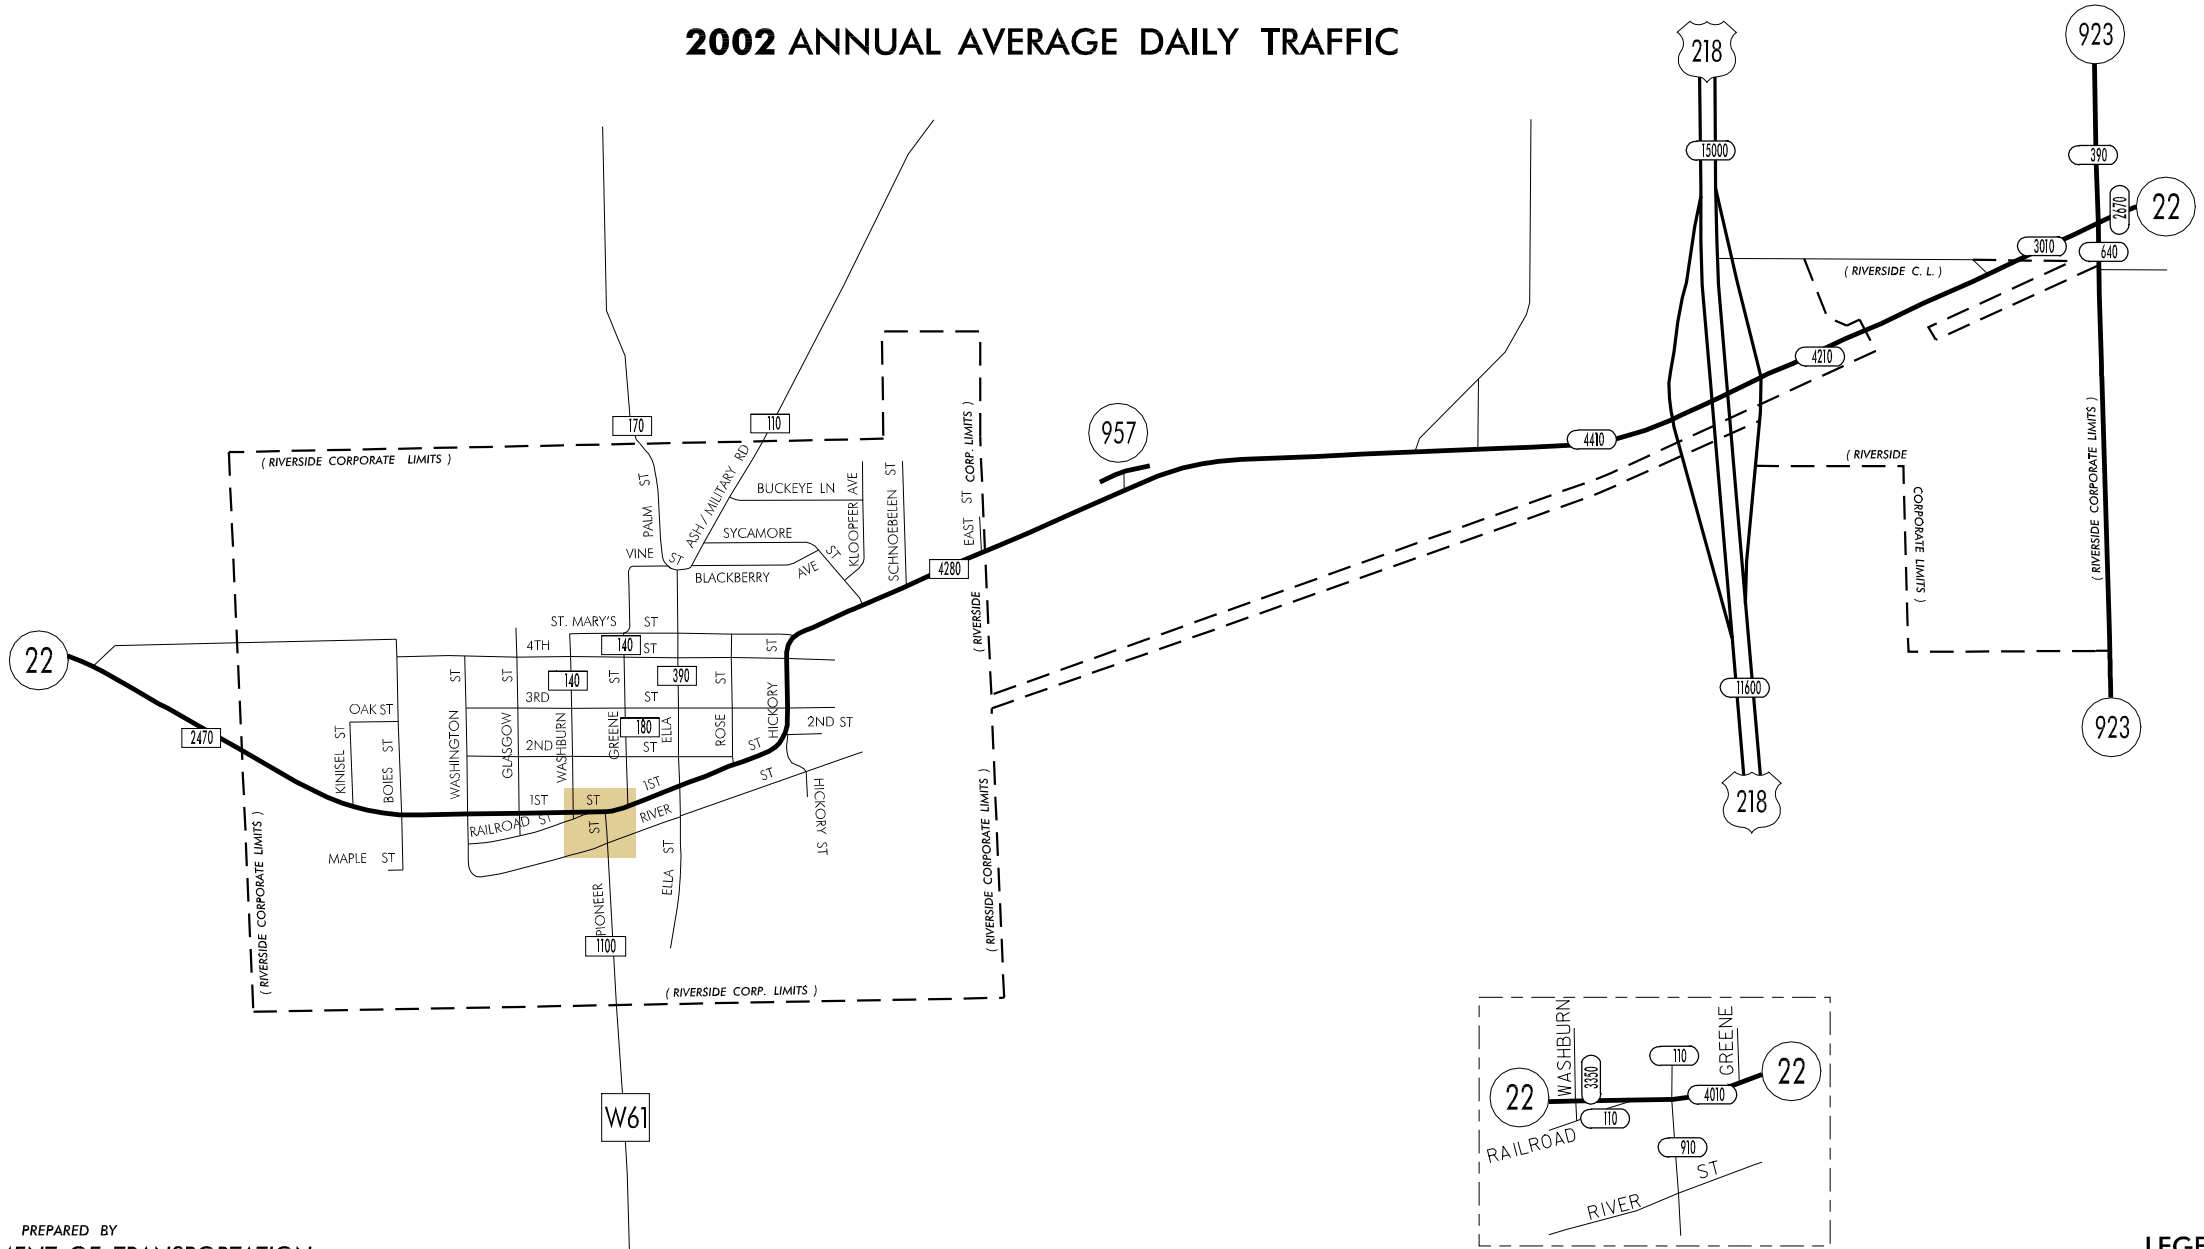 2002 ANNUAL AVERAGE DAILY TRAFFIC
218
923
15000
390
2670
22
3010
640
( RIVERSIDE C. L. )
4210
170
110
957
4410
( RIVERSIDE CORPORATE LIMITS )
CORP. LIMITS )
EAST ST
( RIVERSIDE
CORPORATE LIMITS )
( RIVERSIDE CORPORATE LIMITS )
PALM ST
ASH / MILITARY RD
BUCKEYE LN
KLOOPFER AVE
SCHNOEBELEN ST
SYCAMORE
ST
VINE ST
BLACKBERRY AVE
4280
( RIVERSIDE
ST. MARY'S ST
4TH ST
140
22
140
390
3RD ST
WASHINGTON ST
GLASGOW ST
WASHBURN
GREENE ST
ELLA
ROSE ST
HICKORY ST
180
2ND ST
2ND ST
OAK ST
KINISEL ST
BOIES ST
2470
11600
923
218
1ST ST
1ST ST
RAILROAD ST
RIVER ST
HICKORY ST
MAPLE ST
ELLA ST
PIONEER ST
1100
( RIVERSIDE CORPORATE LIMITS )
( RIVERSIDE CORPORATE LIMITS )
( RIVERSIDE CORP. LIMITS )
W61
WASHBURN
GREENE
110
3350
22
22
4010
110
RAILROAD
910
RIVER ST
PREPARED BY